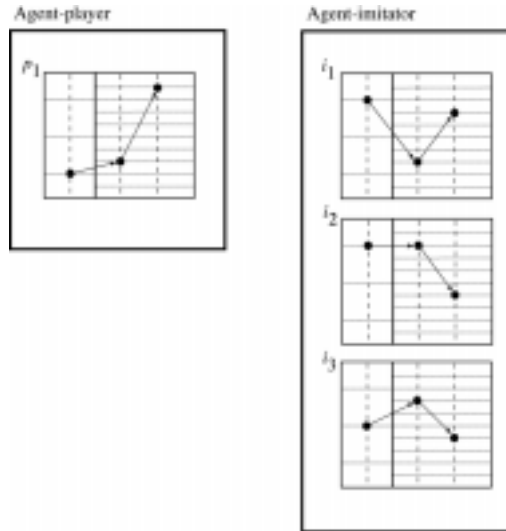 Agent-player
Agent-imitator
p1
i1
i2
i3